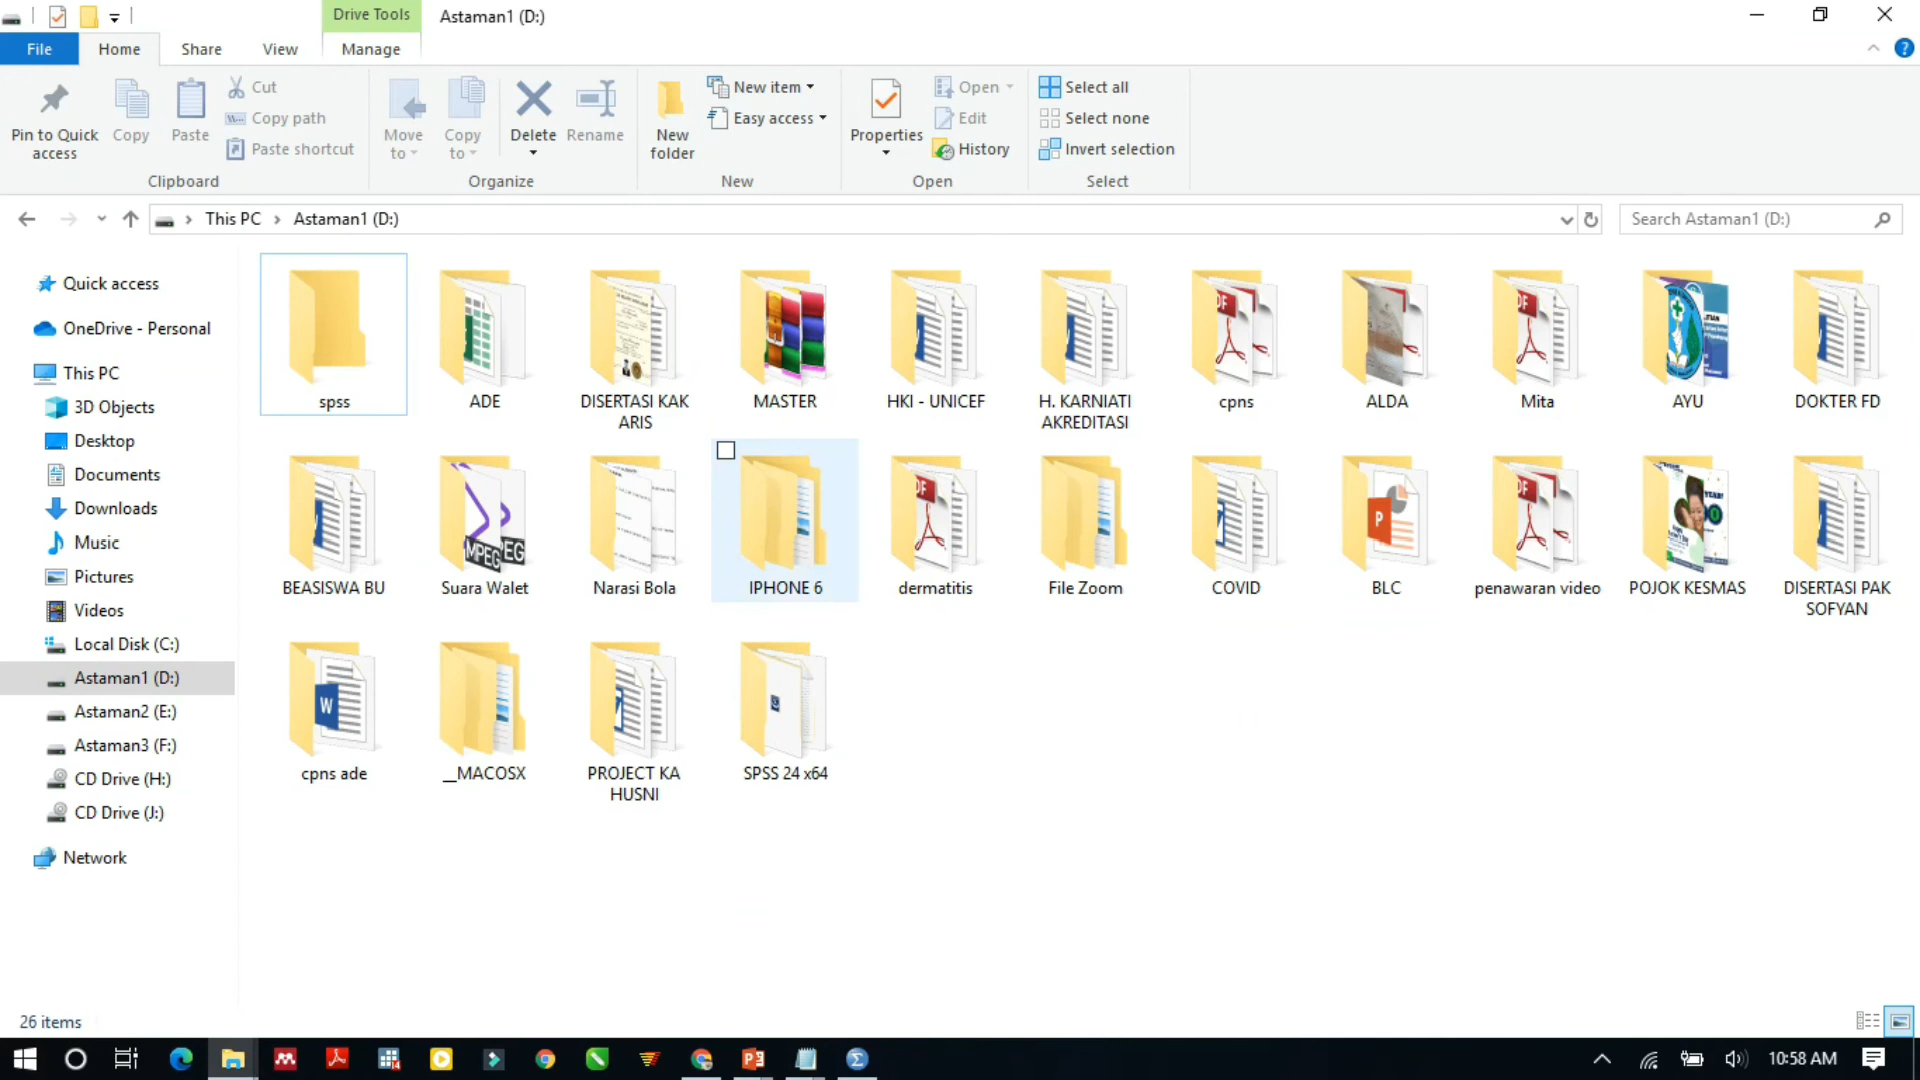 Drive Tools
Astaman1 (D:)
File
Home
Share
View
Manage
Pin to Quick access
Copy
Paste
Cut
Copy path
Paste shortcut
Clipboard
Move to
Copy to
Delete
Rename
Organize
New folder
New item
Easy access
New
Properties
Open
Edit
History
Open
Select all
Select none
Invert selection
Select
This PC
Astaman1 (D:)
Search Astaman1 (D:)
Quick access
OneDrive - Personal
This PC
3D Objects
Desktop
Documents
Downloads
Music
Pictures
Videos
Local Disk (C:)
Astaman1 (D:)
Astaman2 (E:)
Astaman3 (F:)
CD Drive (H:)
CD Drive (J:)
Network
spss
ADE
DISERTASI KAK
ARIS
MASTER
HKI - UNICEF
H. KARNIATI
AKREDITASI
cpns
ALDA
Mita
AYU
DOKTER FD
BEASISWA BU
Suara Walet
Narasi Bola
IPHONE 6
dermatitis
File Zoom
COVID
BLC
penawaran video
POJOK KESMAS
DISERTASI PAK
SOFYAN
cpns ade
__MACOSX
PROJECT KA
HUSNI
SPSS 24 x64
26 items
10:58 AM